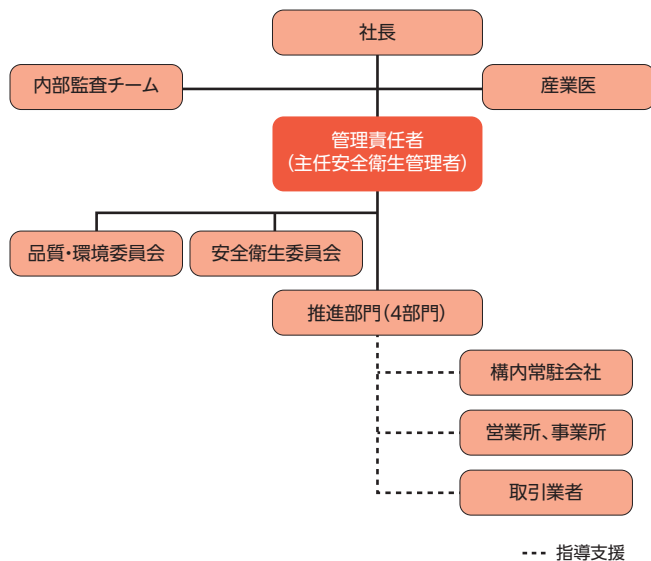 社長
内部監査チーム
産業医
管理責任者
（主任安全衛生管理者）
品質・環境委員会
安全衛生委員会
推進部門（4部門）
構内常駐会社
営業所、事業所
取引業者
指導支援